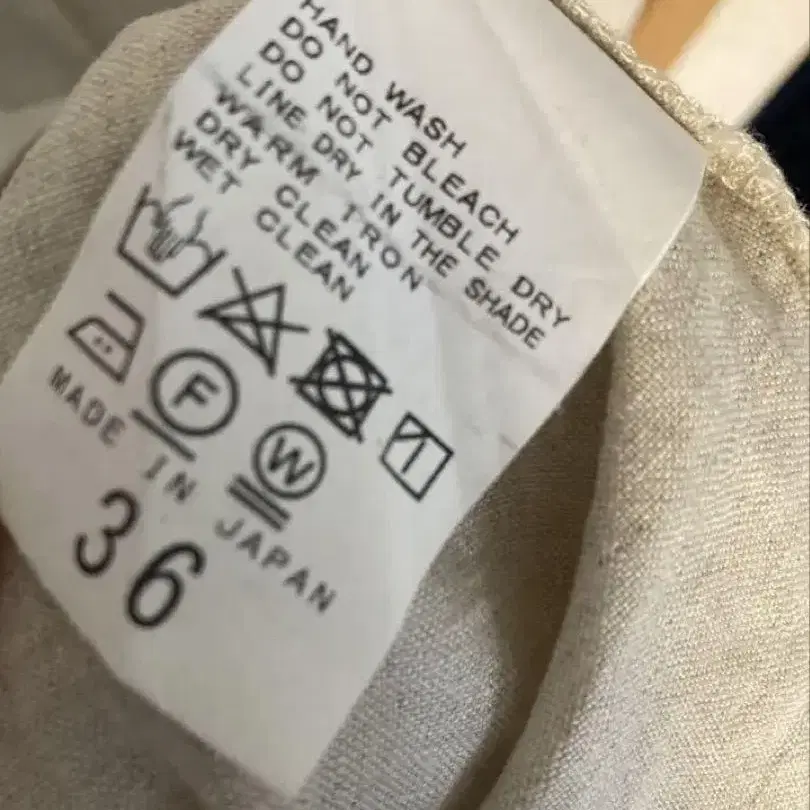 HAND WASH
DO NOT BLEACH
DO NOT TUMBLE DRY
LINE DRY IN THE SHADE
WARM IRON
DRY CLEAN
WET CLEAN
F
W
MADE IN JAPAN
36